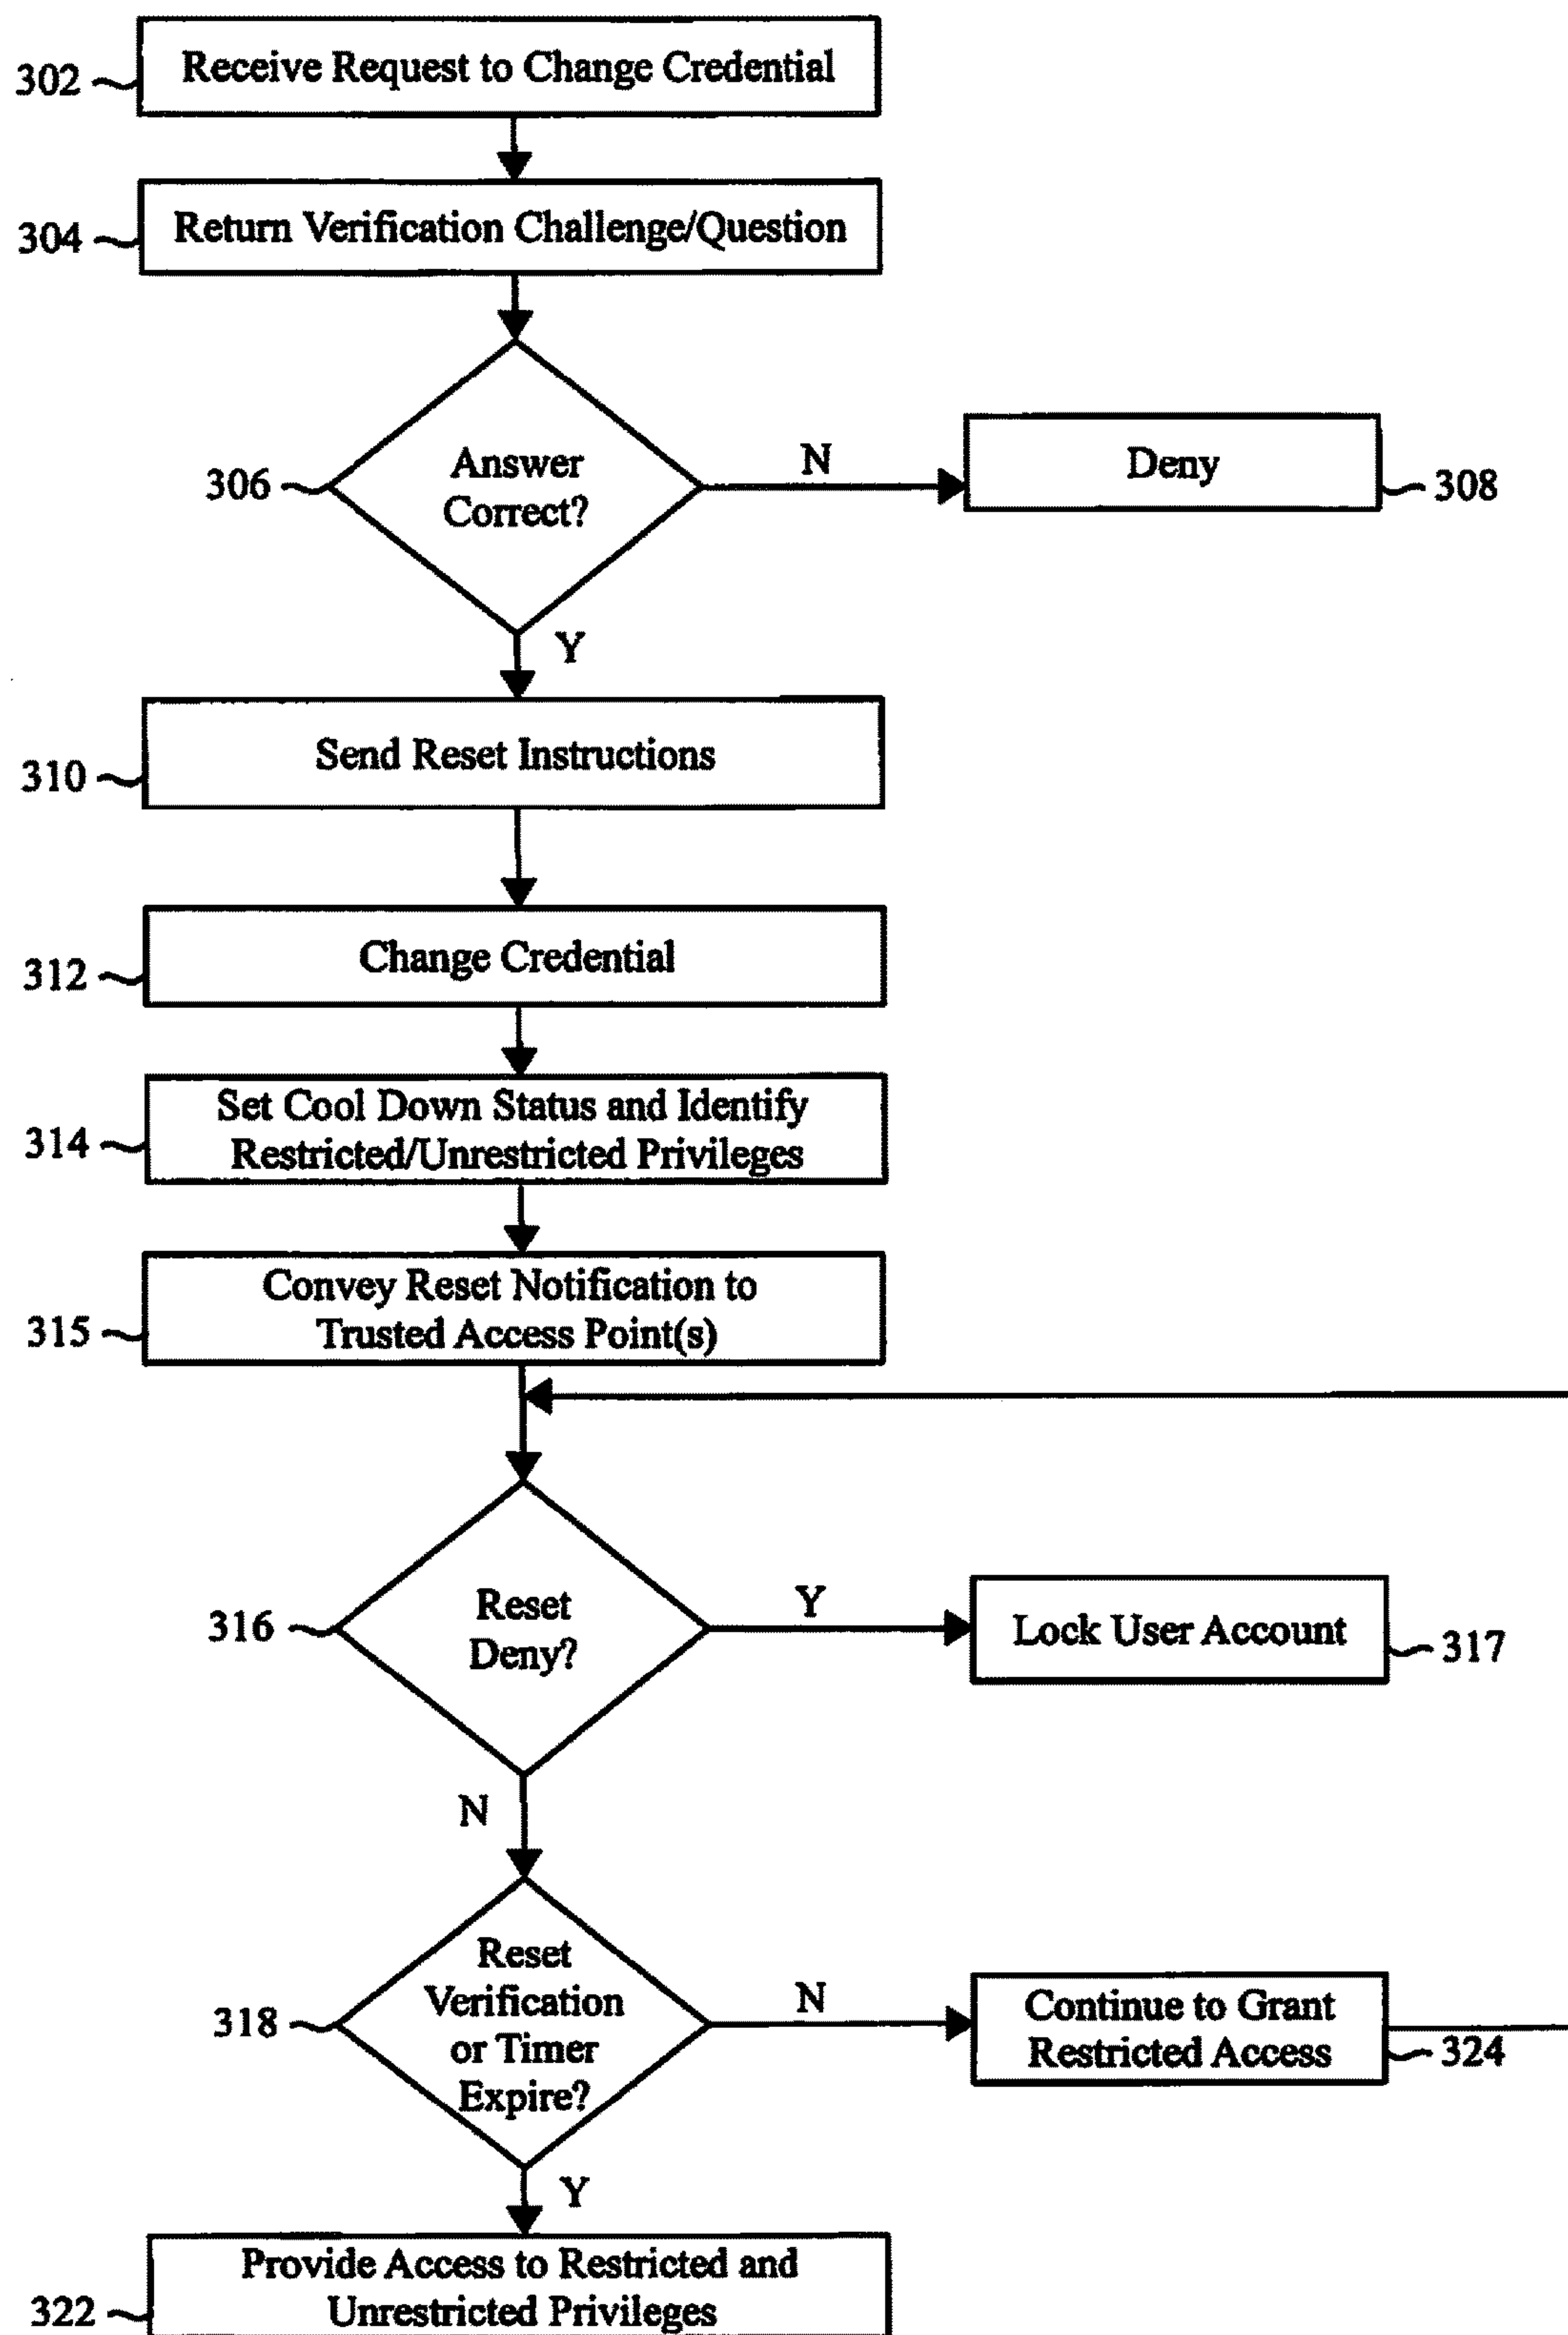 302
Receive Request to Change Credential
304
Return Verification Challenge/Question
306
Answer
Correct?
N
Deny
308
Y
310
Send Reset Instructions
312
Change Credential
314
Set Cool Down Status and Identify
Restricted/Unrestricted Privileges
315
Convey Reset Notification to
Trusted Access Point(s)
316
Reset
Deny?
Y
Lock User Account
317
N
318
Reset
Verification
or Timer
Expire?
N
Continue to Grant
Restricted Access
324
Y
322
Provide Access to Restricted and
Unrestricted Privileges